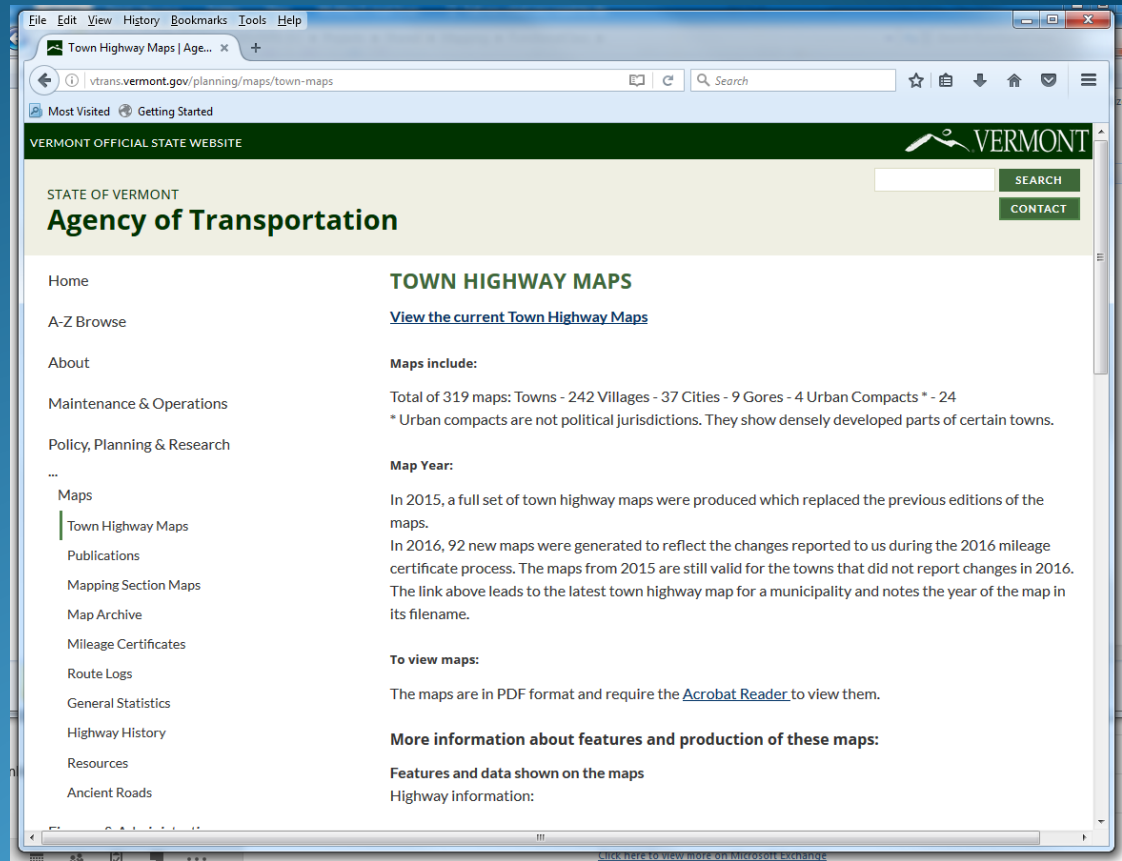 File Edit View History Bookmarks Tools Help
Town Highway Maps | Age... × +
vtrans.vermont.gov/planning/maps/town-maps
Search
Most Visited Getting Started
VERMONT OFFICIAL STATE WEBSITE
VERMONT
STATE OF VERMONT
Agency of Transportation
SEARCH
CONTACT
Home
A-Z Browse
About
Maintenance & Operations
Policy, Planning & Research
...
Maps
Town Highway Maps
Publications
Mapping Section Maps
Map Archive
Mileage Certificates
Route Logs
General Statistics
Highway History
Resources
Ancient Roads
TOWN HIGHWAY MAPS
View the current Town Highway Maps
Maps include:
Total of 319 maps: Towns - 242 Villages - 37 Cities - 9 Gores - 4 Urban Compacts * - 24
* Urban compacts are not political jurisdictions. They show densely developed parts of certain towns.
Map Year:
In 2015, a full set of town highway maps were produced which replaced the previous editions of the
maps.
In 2016, 92 new maps were generated to reflect the changes reported to us during the 2016 mileage
certificate process. The maps from 2015 are still valid for the towns that did not report changes in 2016.
The link above leads to the latest town highway map for a municipality and notes the year of the map in
its filename.
To view maps:
The maps are in PDF format and require the Acrobat Reader to view them.
More information about features and production of these maps:
Features and data shown on the maps
Highway information:
Click here to view more on Microsoft Exchange